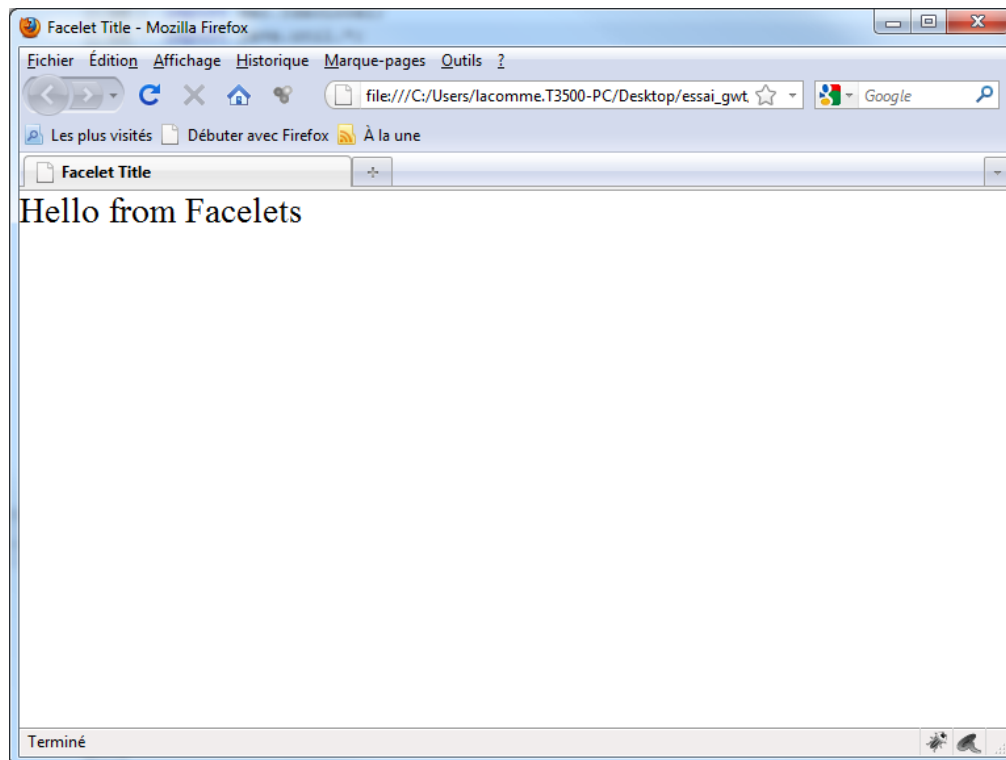 Facelet Title - Mozilla Firefox
Fichier Édition Affichage Historique Marque-pages Outils ?
file:///C:/Users/lacomme.T3500-PC/Desktop/essai_gwt. Google
Les plus visités Débuter avec Firefox À la une
Facelet Title
Hello from Facelets
Terminé